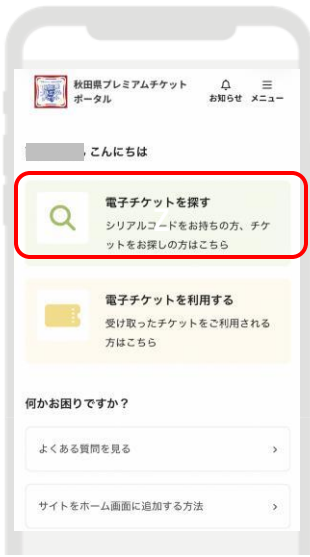 秋田県プレミアムチケット
ポータル
お知らせ メニュー
, こんにちは
電子チケットを探す
シリアルコードをお持ちの方、チケ
ットをお探しの方はこちら
電子チケットを利用する
受け取ったチケットをご利用される
方はこちら
何かお困りですか？
よくある質問を見る
サイトをホーム画面に追加する方法